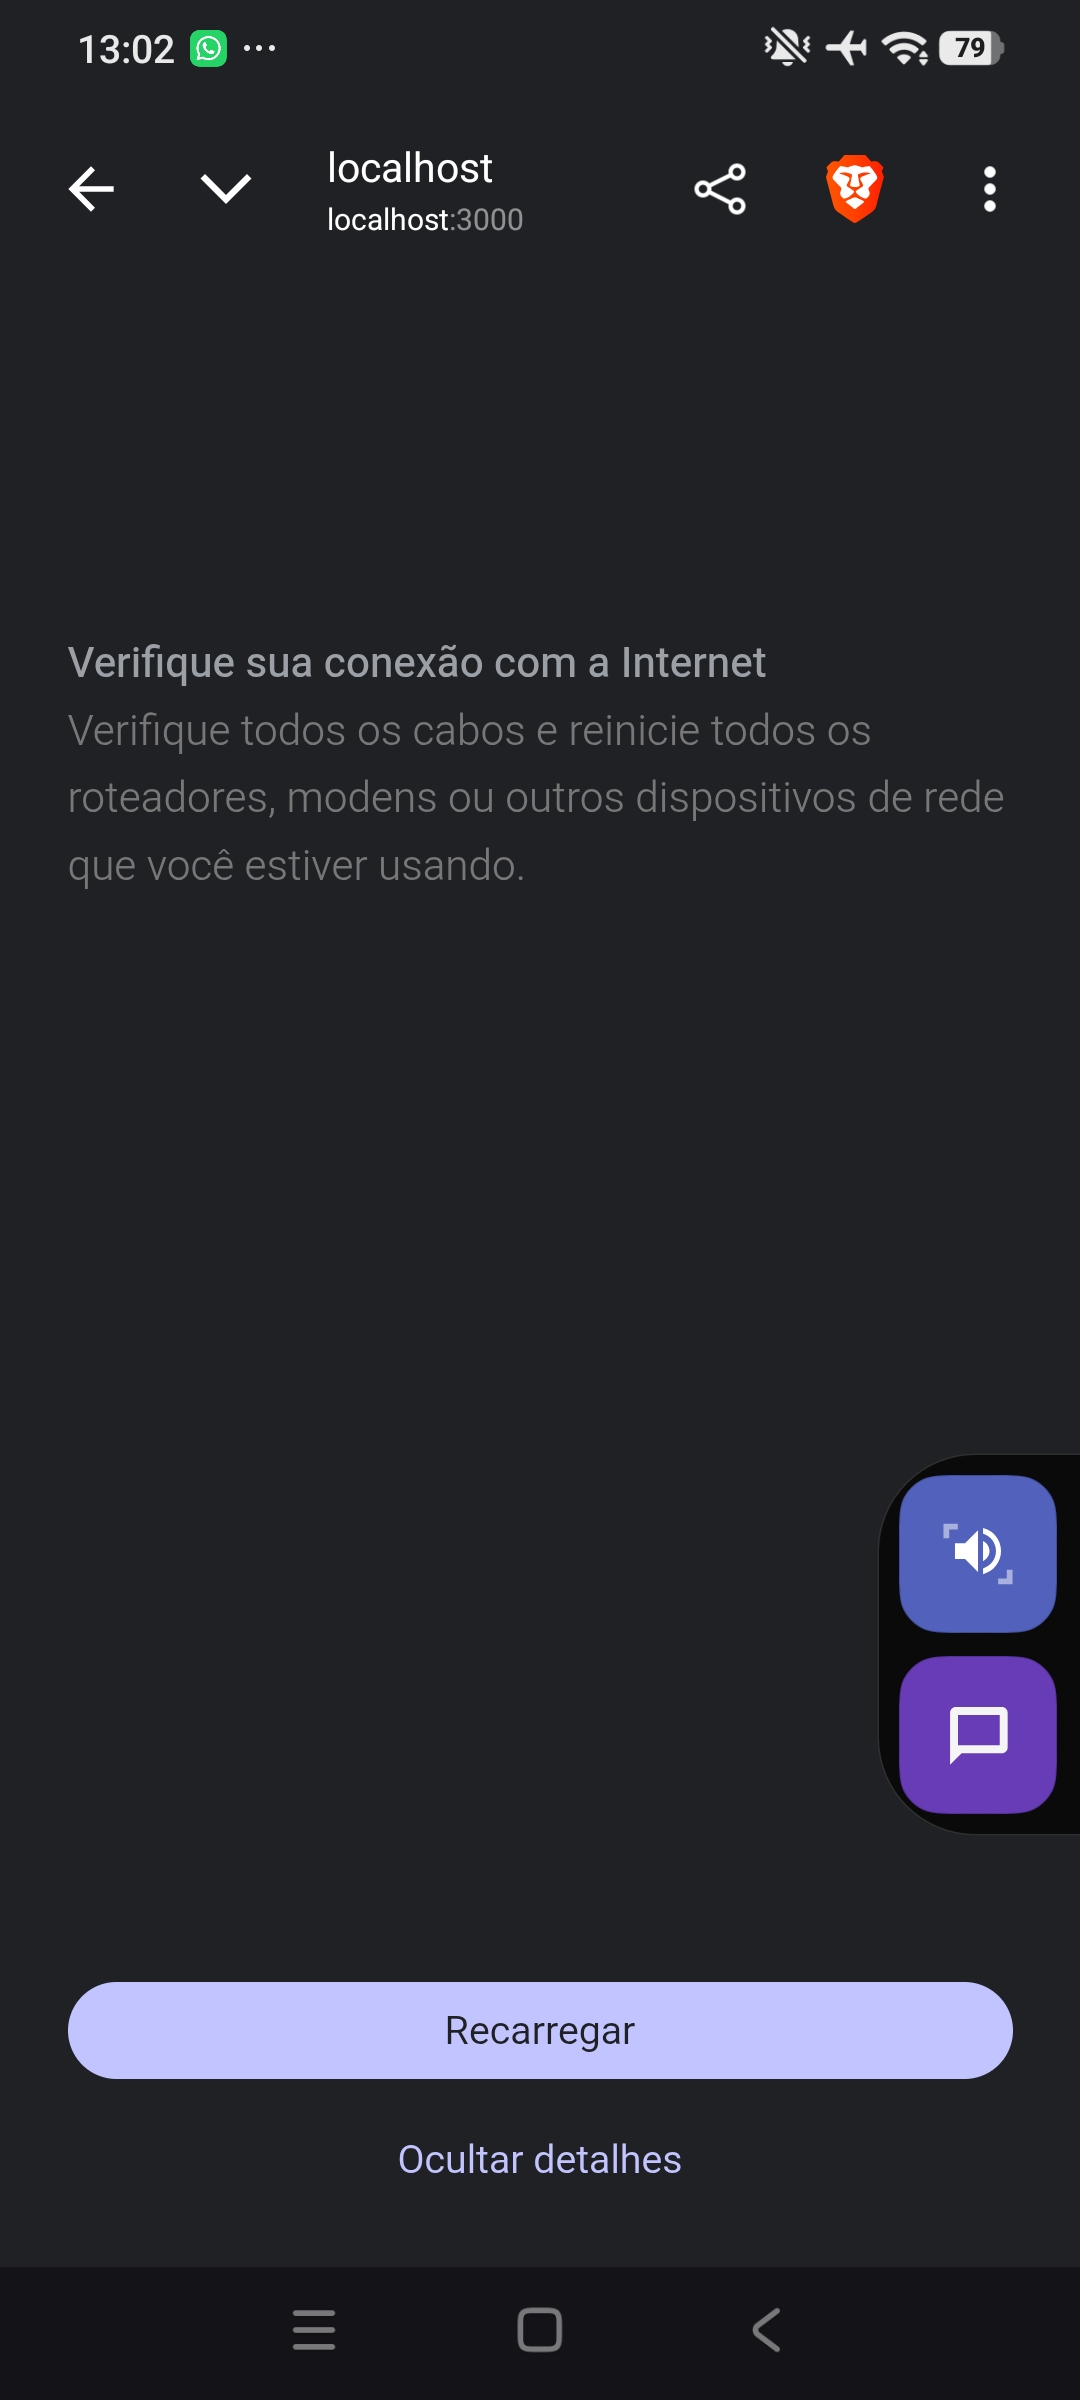 13:02
79
localhost
localhost:3000
Verifique sua conexão com a Internet
Verifique todos os cabos e reinicie todos os
roteadores, modens ou outros dispositivos de rede
que você estiver usando.
Recarregar
Ocultar detalhes